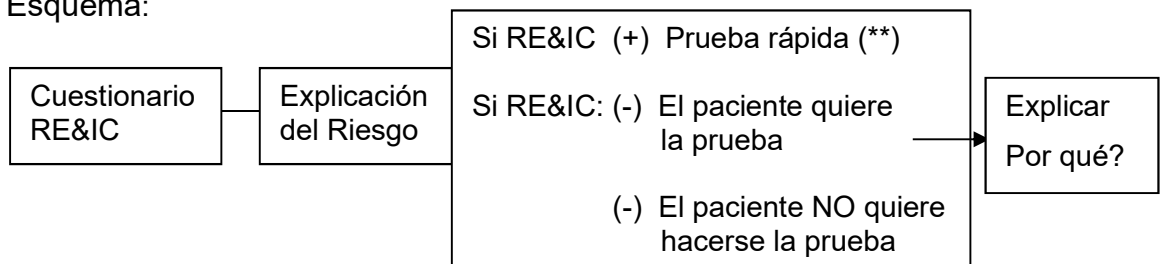 Esquema:
Cuestionario
RE&IC
Explicación
del Riesgo
Si RE&IC (+) Prueba rápida (**)
Si RE&IC: (-) El paciente quiere
la prueba
(-) El paciente NO quiere
hacerse la prueba
Explicar
Por qué?